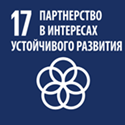 17 ПАРТНЕРСТВО
В ИНТЕРЕСАХ
УСТОЙЧИВОГО РАЗВИТИЯ